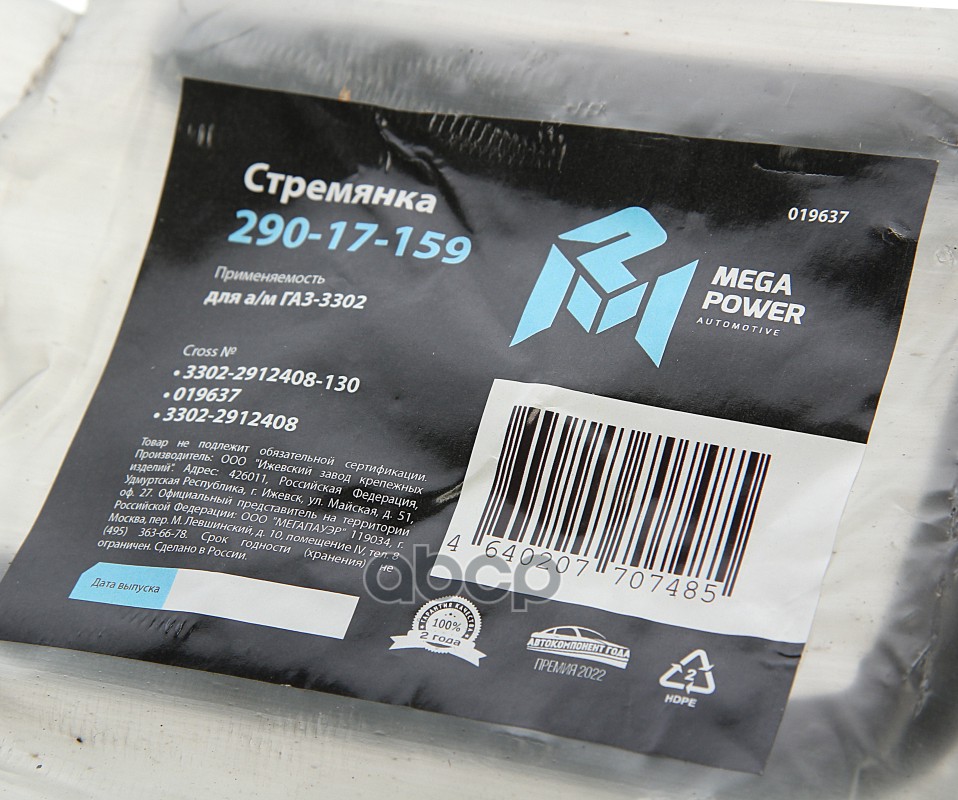 Стремянка
290-17-159
Применяемость
для а/м ГАЗ-3302
Cross №
• 3302-2912408-130
• 019637
• 3302-2912408
Товар не подлежит обязательной сертификации.
Производитель: ООО "Ижевский завод крепежных
изделий". Адрес: 426011, Российская Федерация,
Удмуртская Республика, г. Ижевск, ул. Майская, д. 51,
оф. 27. Официальный представитель на территории
Российской Федерации: ООО "МЕГАПАУЭР" 119034, г.
Москва, пер. М. Левшинский, д. 10, помещение IV, тел. 8
(495) 363-66-78. Срок годности (хранения) не
ограничен. Сделано в России.
Дата выпуска
019637
MEGA
POWER
AUTOMOTIVE
4 640207 707485
abcp
ГАРАНТИЯ КАЧЕСТВА
100%
2 года
АВТОКОМПОНЕНТ ГОДА
ПРЕМИЯ 2022
2
HDPE